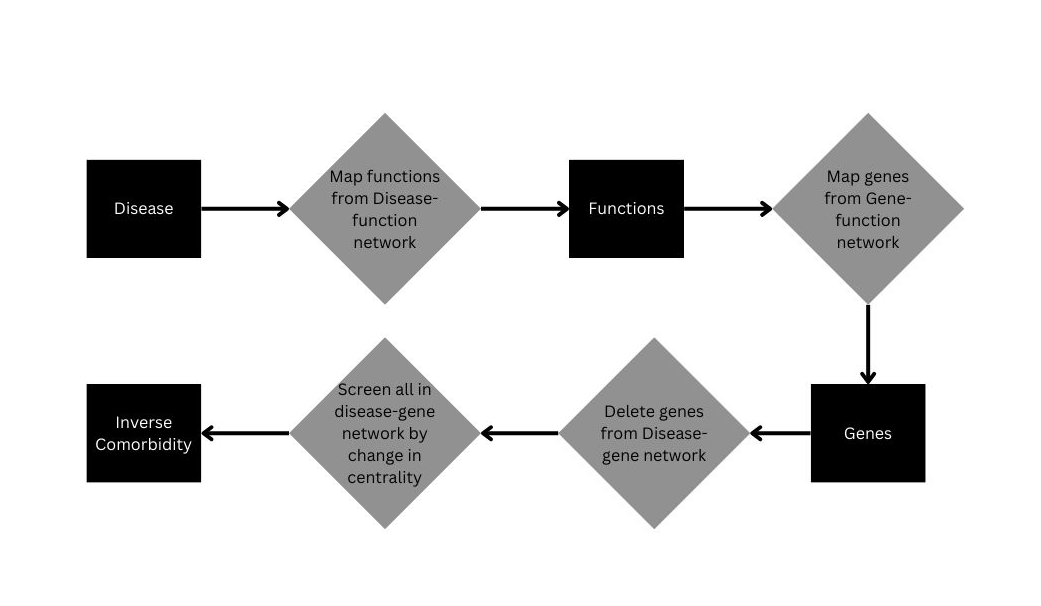 Disease
Map functions
from Disease-
function
network
Functions
Map genes
from Gene-
function
network
Genes
Delete genes
from Disease-
gene network
Screen all in
disease-gene
network by
change in
centrality
Inverse
Comorbidity